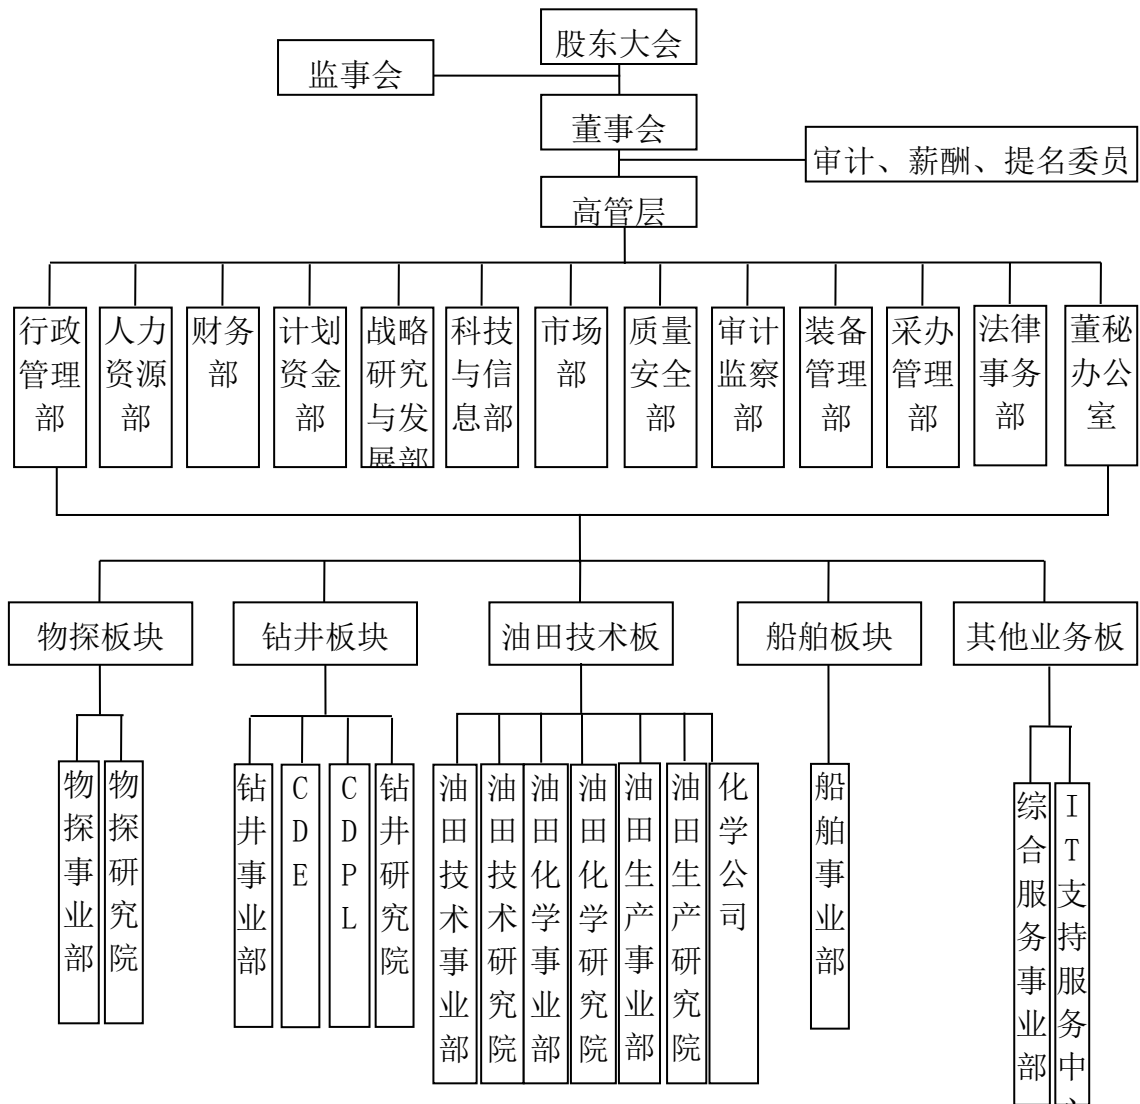 股东大会
监事会
董事会
审计、薪酬、提名委员
高管层
行政
管理
部
人力
资源
部
财务
部
计划
资金
部
战略
研究
与发
展部
科技
与信
息部
市场
部
质量
安全
部
审计
监察
部
装备
管理
部
采办
管理
部
法律
事务
部
董秘
办公
室
物探板块
钻井板块
油田技术板
船舶板块
其他业务板
物探事业部
物探研究院
钻井事业部
CDE
CDPL
钻井研究院
油田技术事业部
油田技术研究院
油田化学事业部
油田化学研究院
油田生产事业部
油田生产研究院
化学公司
船舶事业部
综合服务事业部
IT支持服务中